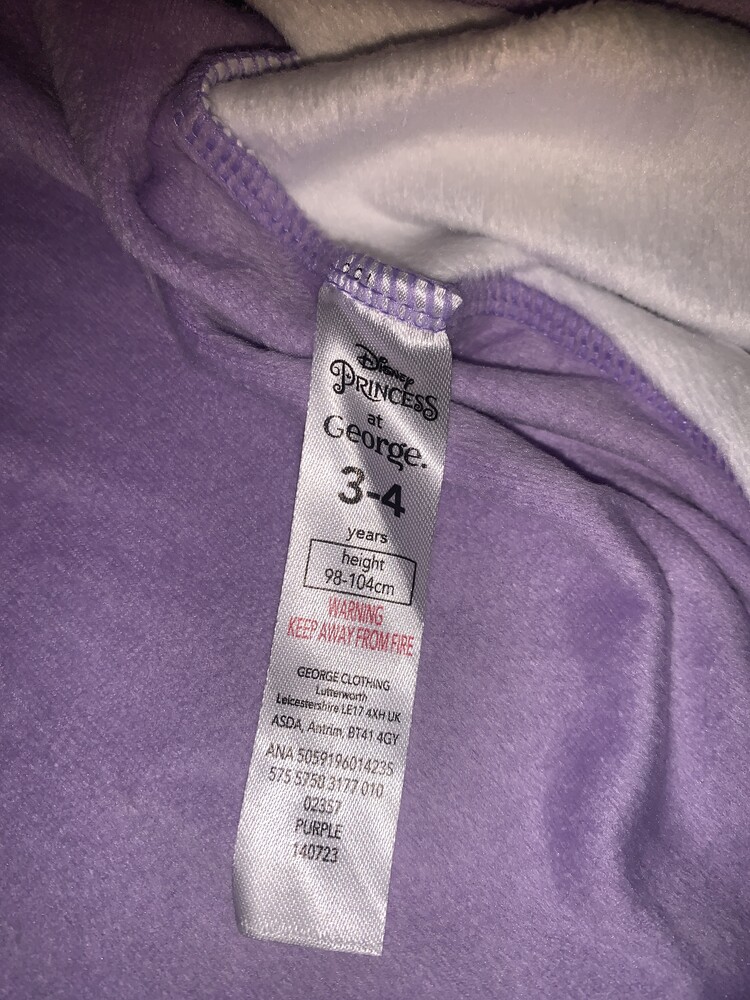 Disney
PRINCESS
at
George.
3-4
years
height
98-104cm
WARNING
KEEP AWAY FROM FIRE
GEORGE CLOTHING
Lutterworth
Leicestershire LE17 4XH UK
ASDA, Antrim, BT41 4GY
ANA 5059196014235
575 5750 3177 010
02357
PURPLE
140723